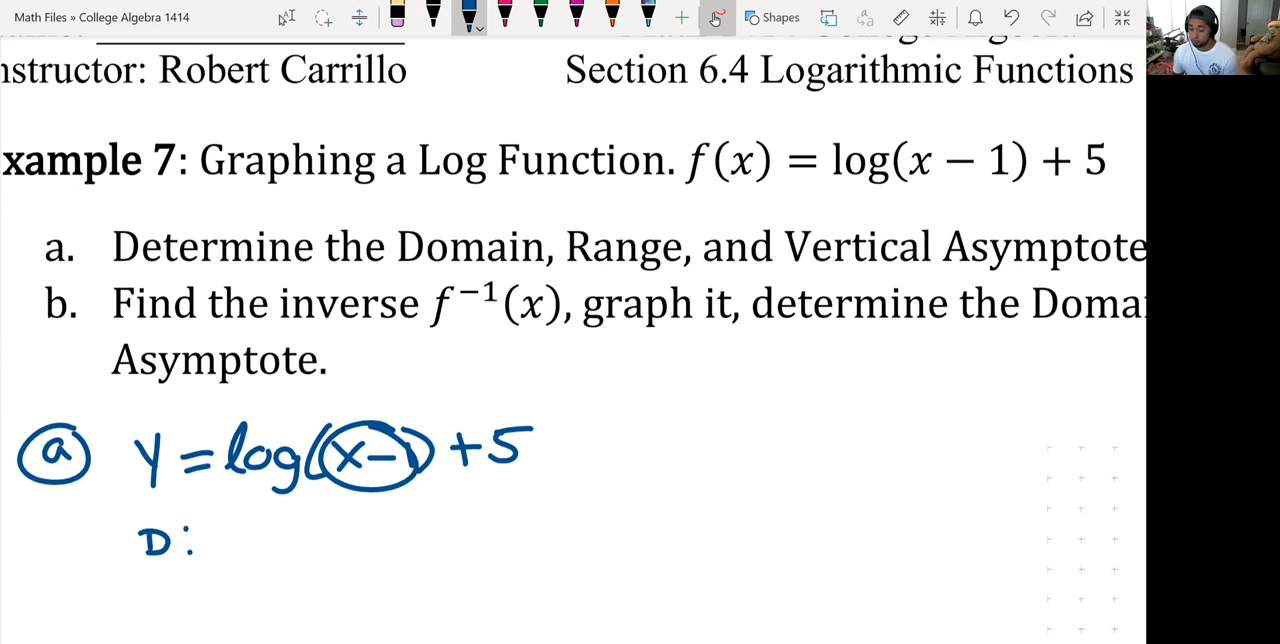 Math Files » College Algebra 1414
Shapes
nstructor: Robert Carrillo
Section 6.4 Logarithmic Functions
xample 7: Graphing a Log Function. f(x) = log(x − 1) + 5
a. Determine the Domain, Range, and Vertical Asymptote
b. Find the inverse f⁻¹(x), graph it, determine the Domai
Asymptote.
a y = log(x-1) + 5
D: